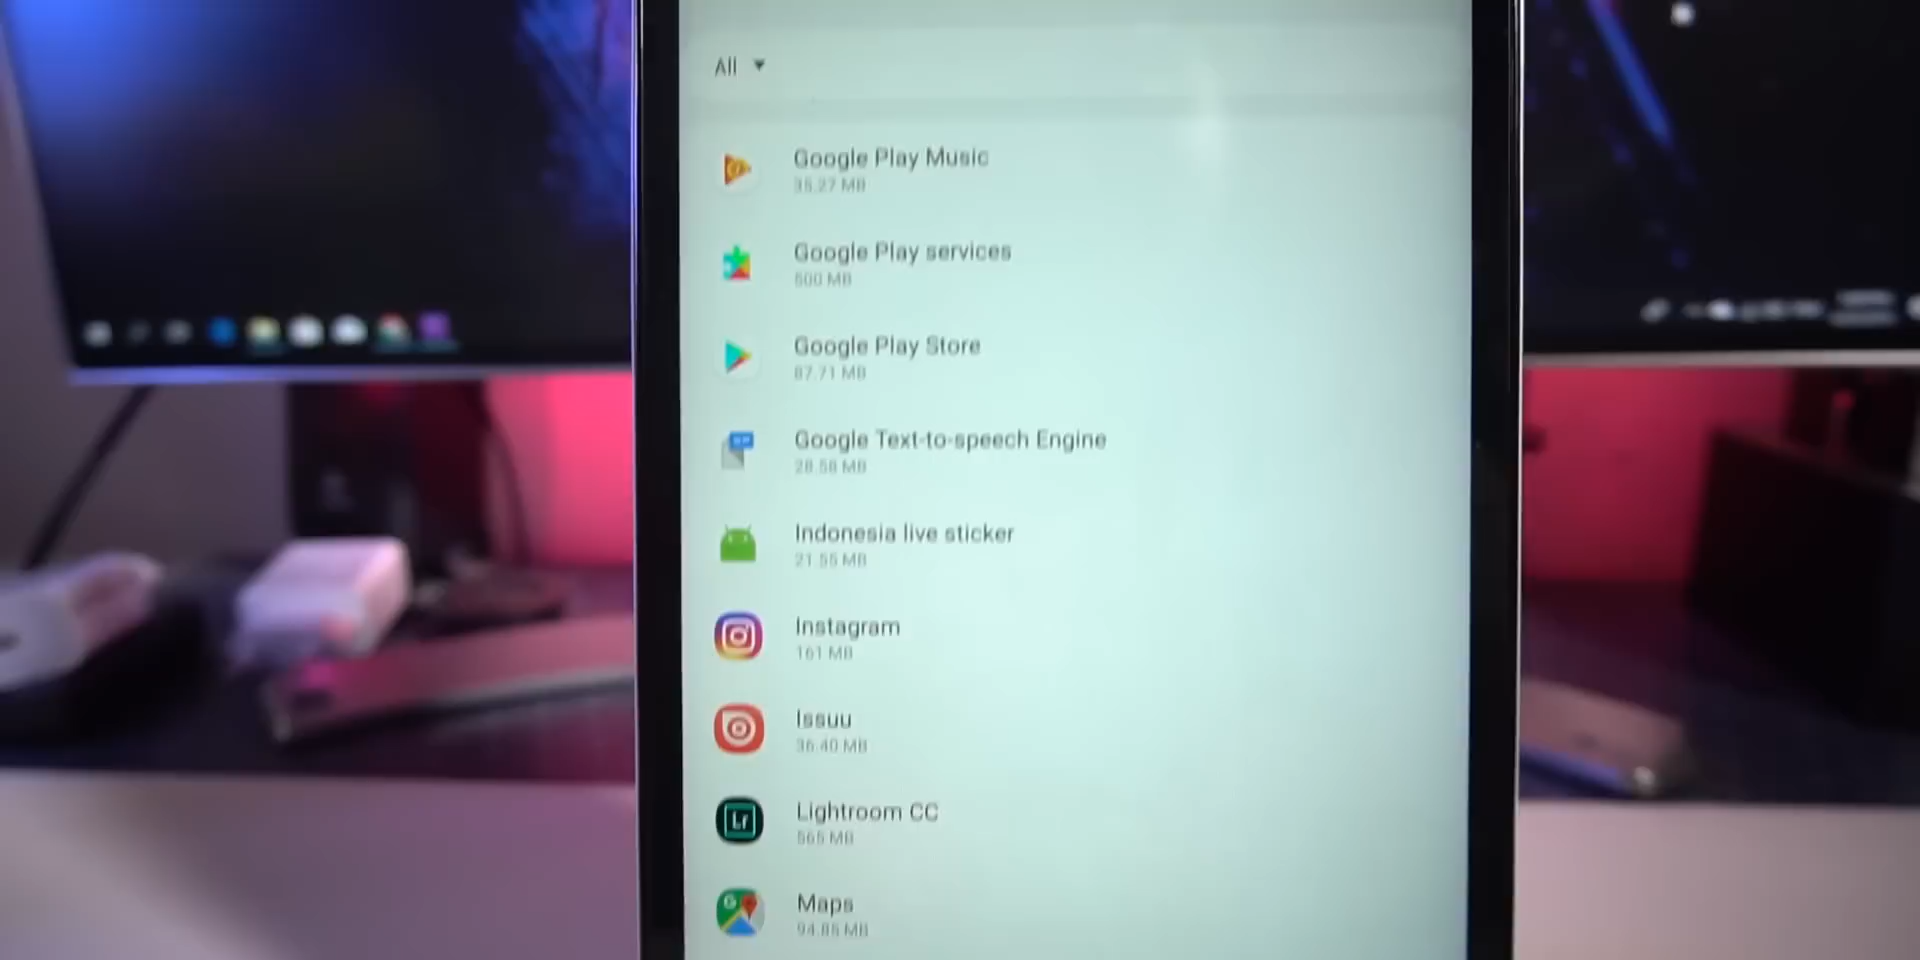 All
Google Play Music
35.27 MB
Google Play services
500 MB
Google Play Store
87.71 MB
Google Text-to-speech Engine
28.58 MB
Indonesia live sticker
21.55 MB
Instagram
161 MB
Issuu
36.40 MB
Lr
Lightroom CC
565 MB
G
Maps
94.85 MB